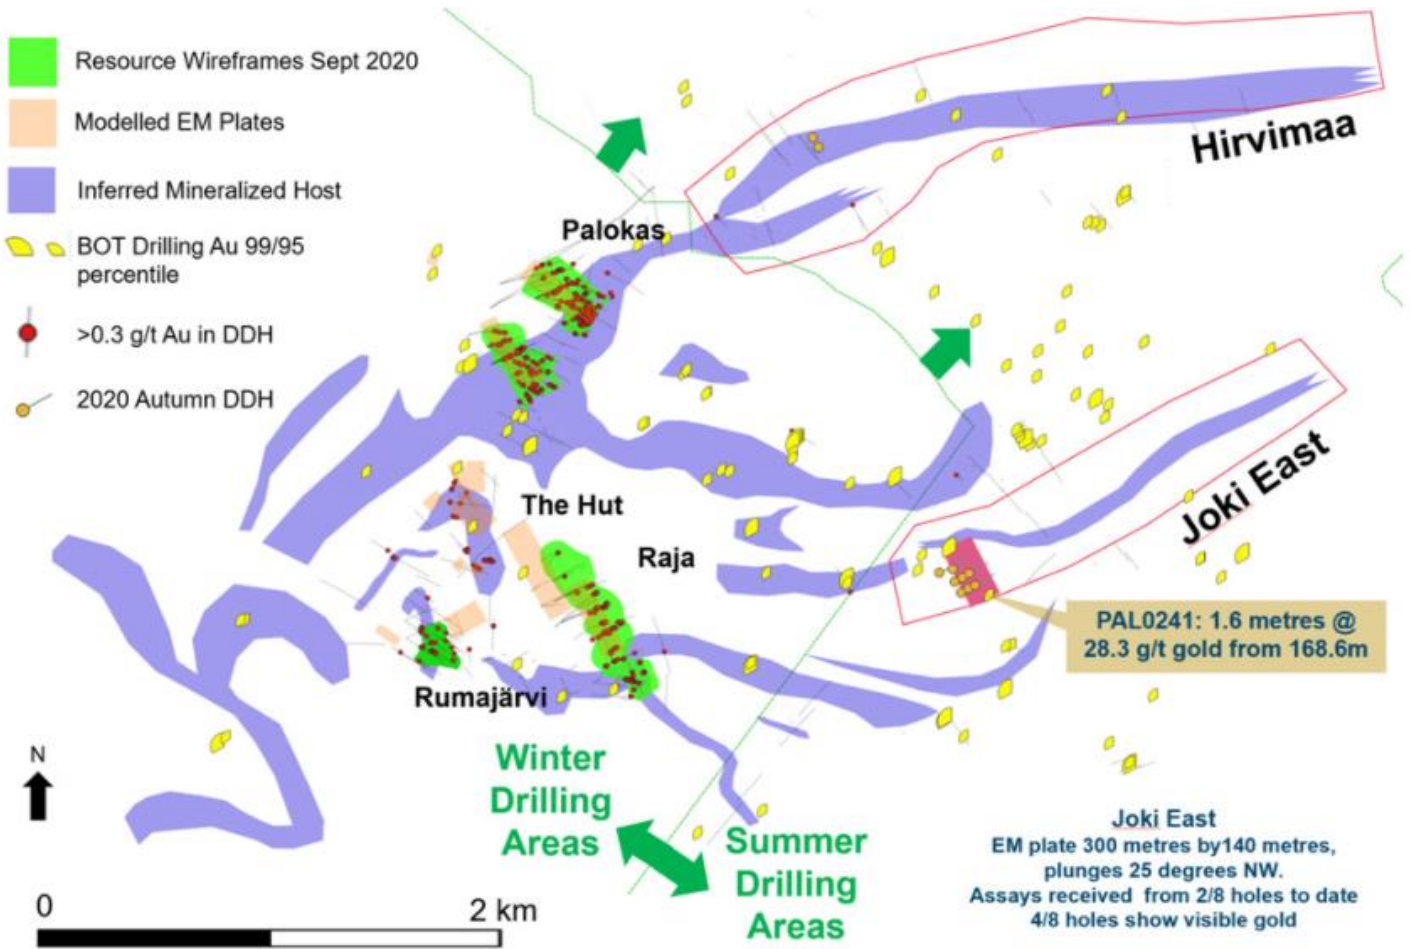 Resource Wireframes Sept 2020
Modelled EM Plates
Inferred Mineralized Host
BOT Drilling Au 99/95
percentile
>0.3 g/t Au in DDH
2020 Autumn DDH
Hirvimaa
Palokas
The Hut
Raja
Joki East
PAL0241: 1.6 metres @
28.3 g/t gold from 168.6m
Rumajärvi
N
Winter
Drilling
Areas
Summer
Drilling
Areas
Joki East
EM plate 300 metres by140 metres,
plunges 25 degrees NW.
Assays received from 2/8 holes to date
4/8 holes show visible gold
0
2 km